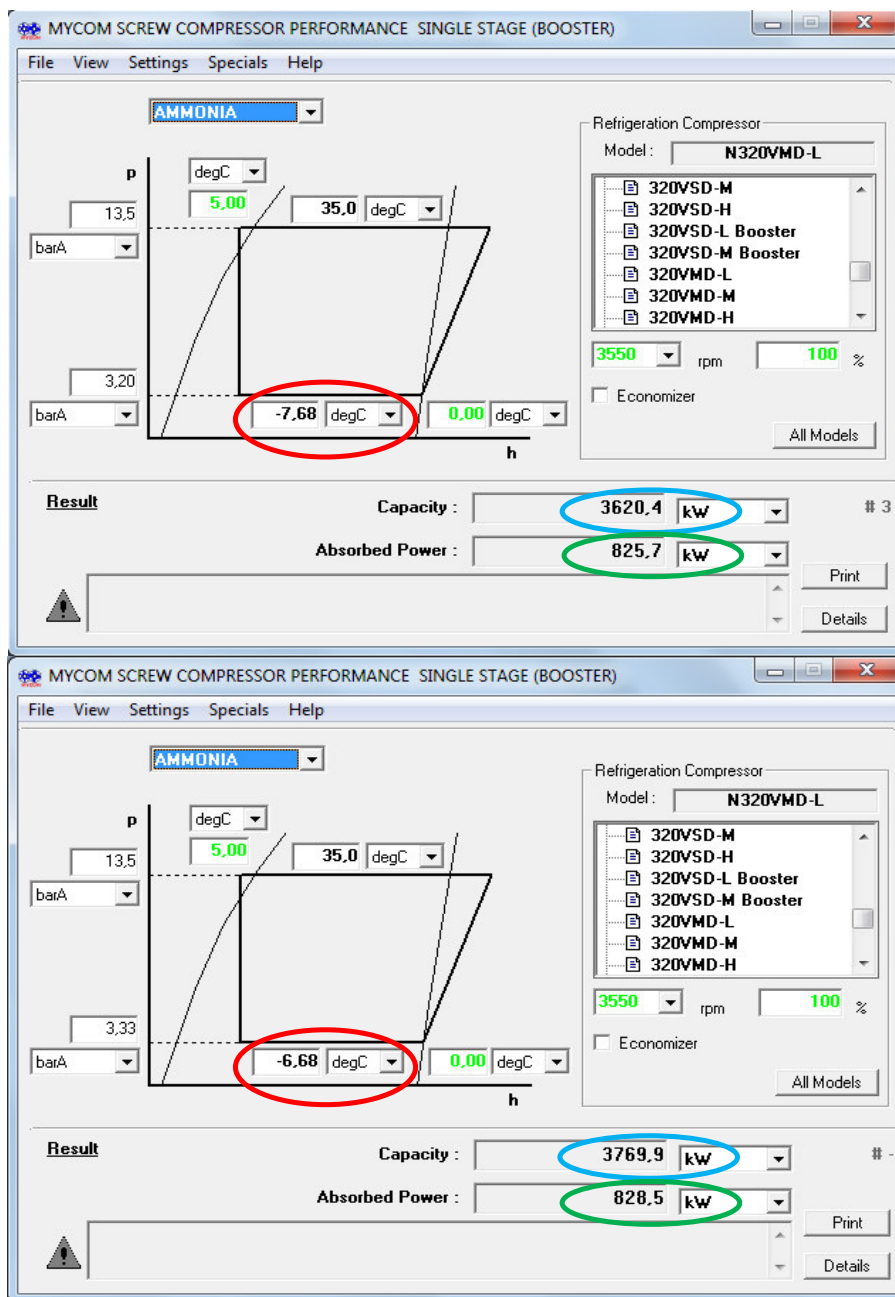 MYCOM SCREW COMPRESSOR PERFORMANCE SINGLE STAGE (BOOSTER)
File View Settings Specials Help
AMMONIA
Refrigeration Compressor
Model : N320VMD-L
p
degC
5,00
35,0 degC
13,5
barA
320VSD-M
320VSD-H
320VSD-L Booster
320VSD-M Booster
320VMD-L
320VMD-M
320VMD-H
3550 rpm 100 %
Economizer
All Models
3,20
barA
-7,68 degC
0,00 degC
h
Result
Capacity : 3620,4 kW
# 3
Absorbed Power : 825,7 kW
Print
Details
MYCOM SCREW COMPRESSOR PERFORMANCE SINGLE STAGE (BOOSTER)
File View Settings Specials Help
AMMONIA
Refrigeration Compressor
Model : N320VMD-L
p
degC
5,00
35,0 degC
13,5
barA
320VSD-M
320VSD-H
320VSD-L Booster
320VSD-M Booster
320VMD-L
320VMD-M
320VMD-H
3550 rpm 100 %
Economizer
All Models
3,33
barA
-6,68 degC
0,00 degC
h
Result
Capacity : 3769,9 kW
# -
Absorbed Power : 828,5 kW
Print
Details